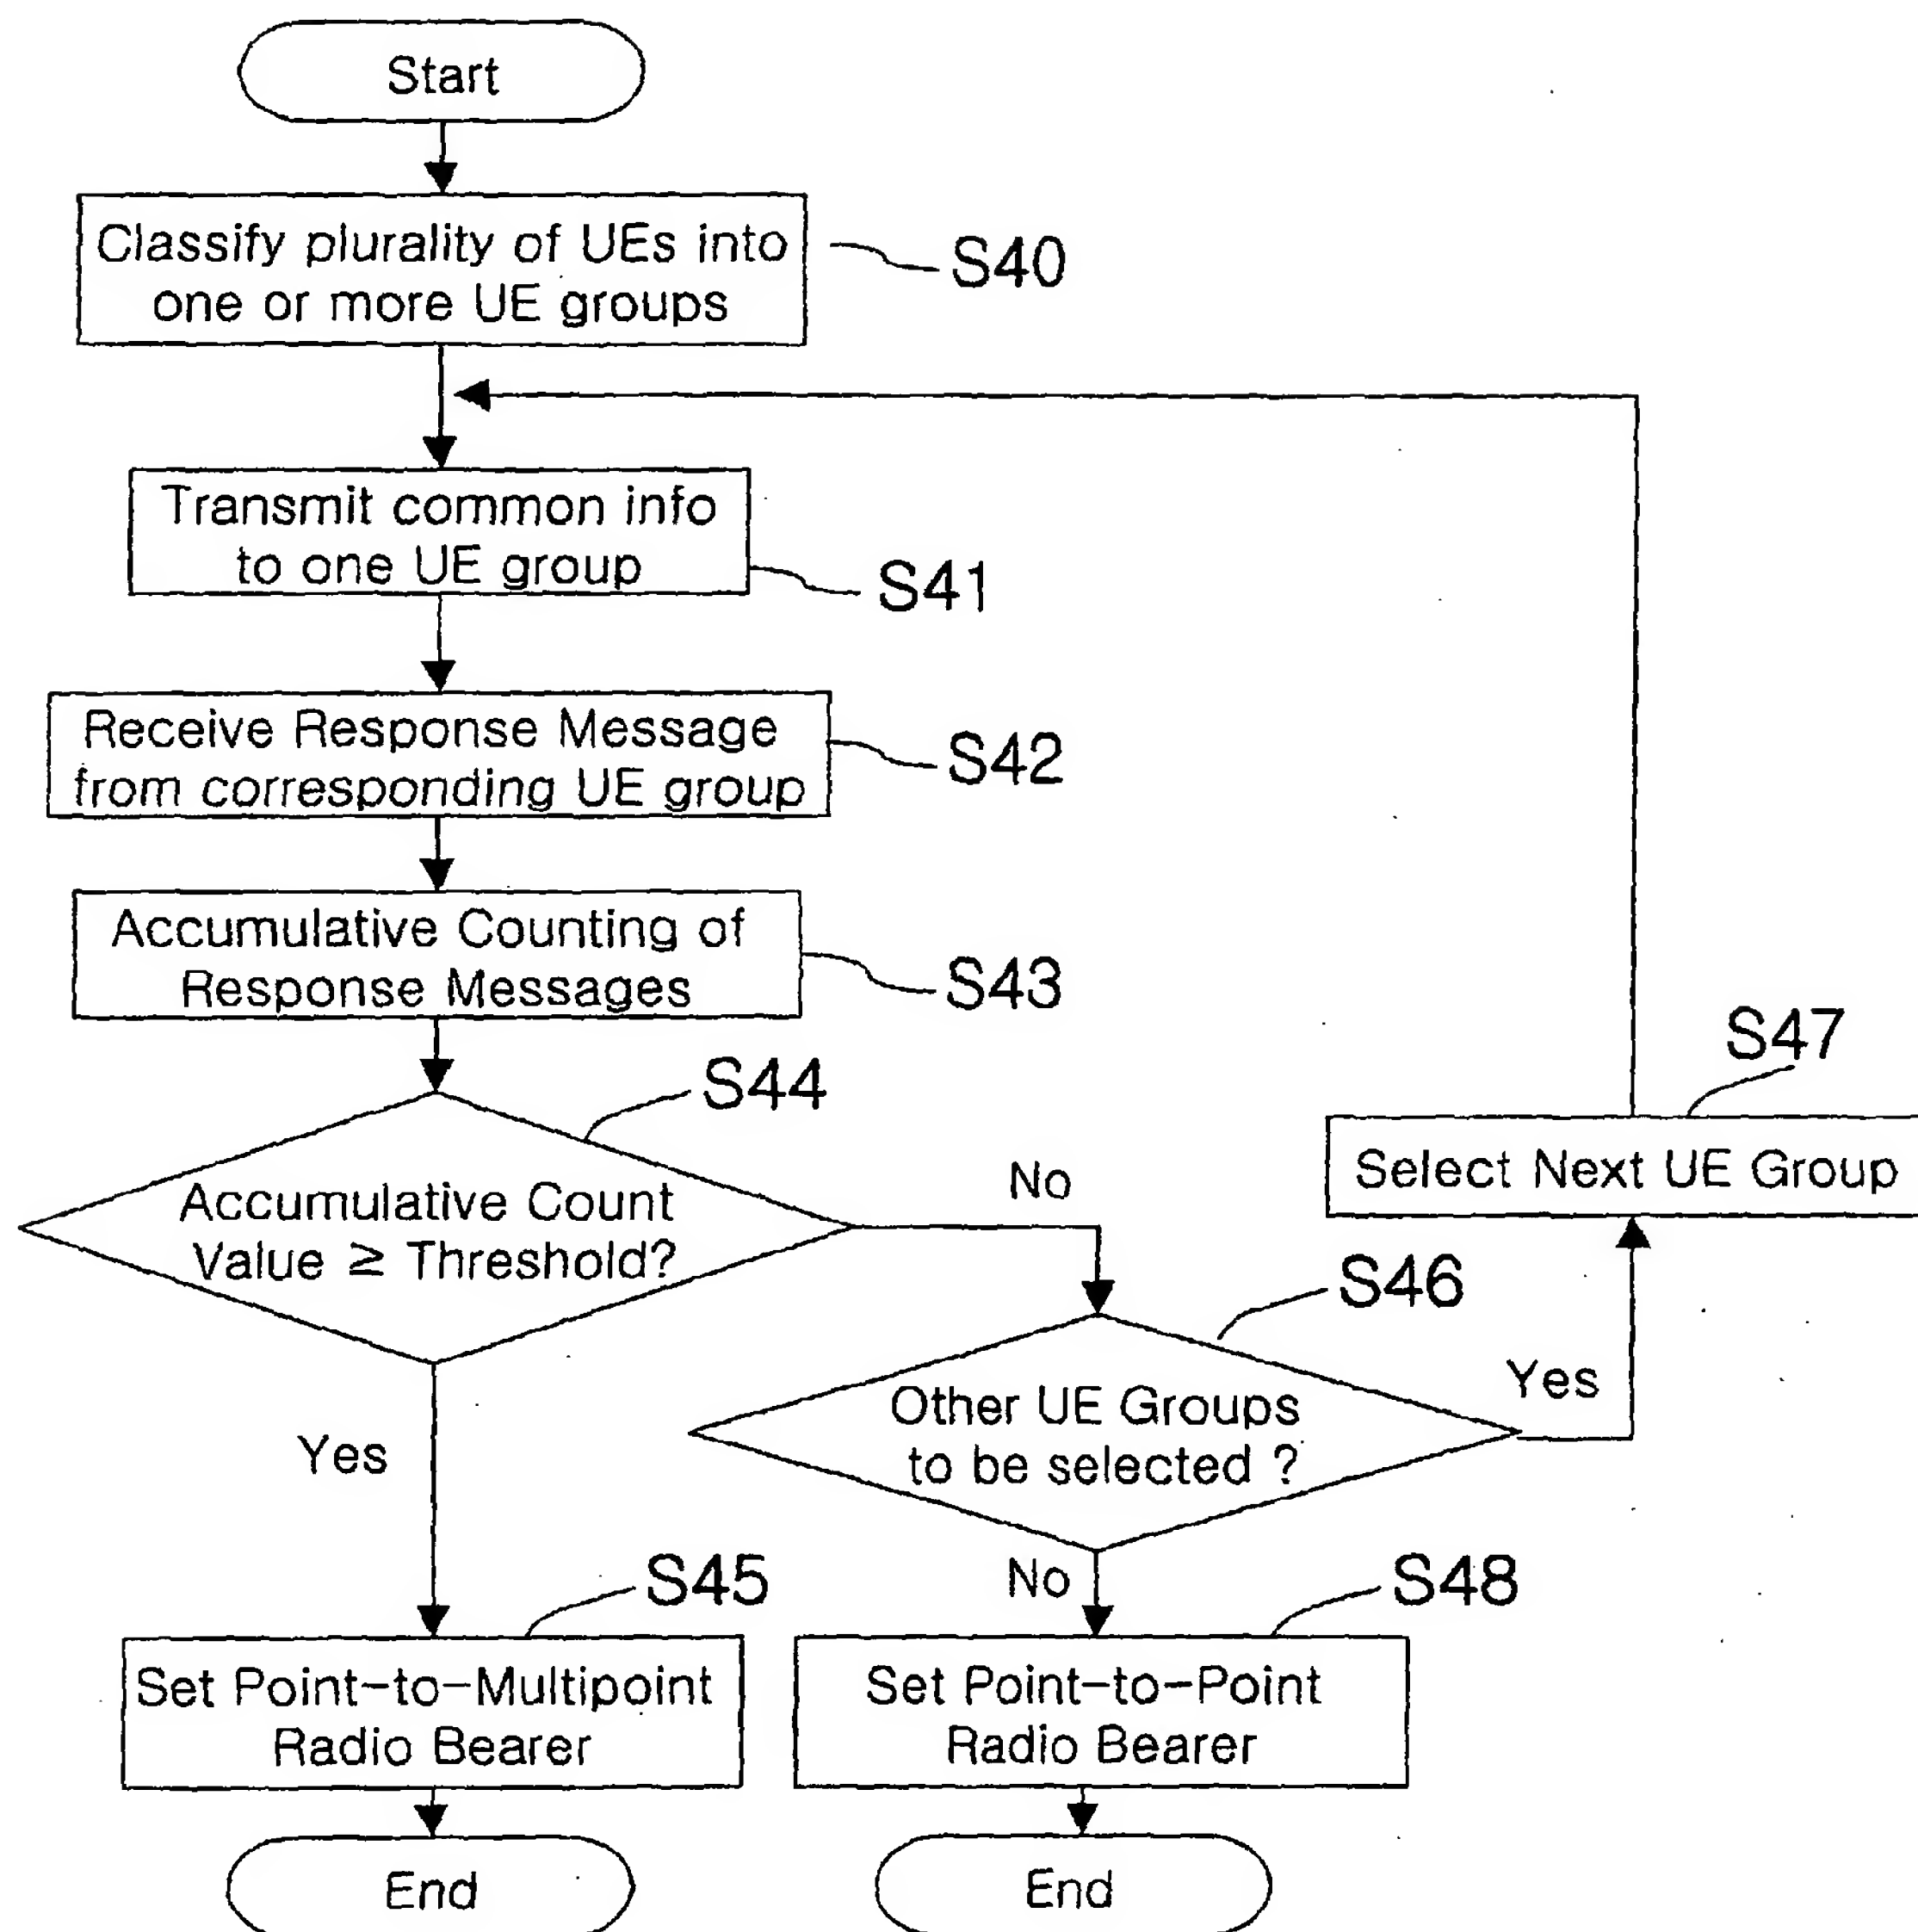 Start
Classify plurality of UEs into
one or more UE groups
S40
Transmit common info
to one UE group
S41
Receive Response Message
from corresponding UE group
S42
Accumulative Counting of
Response Messages
S43
S44
Accumulative Count
Value ≥ Threshold?
No
S47
Select Next UE Group
S46
Other UE Groups
to be selected ?
Yes
Yes
No
S45
Set Point-to-Multipoint
Radio Bearer
S48
Set Point-to-Point
Radio Bearer
End
End